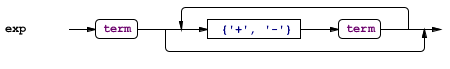 exp term {'+', '-'} term